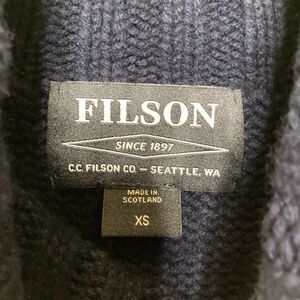 FILSON
SINCE 1897
C.C. FILSON CO. – SEATTLE, WA
MADE IN
SCOTLAND
XS